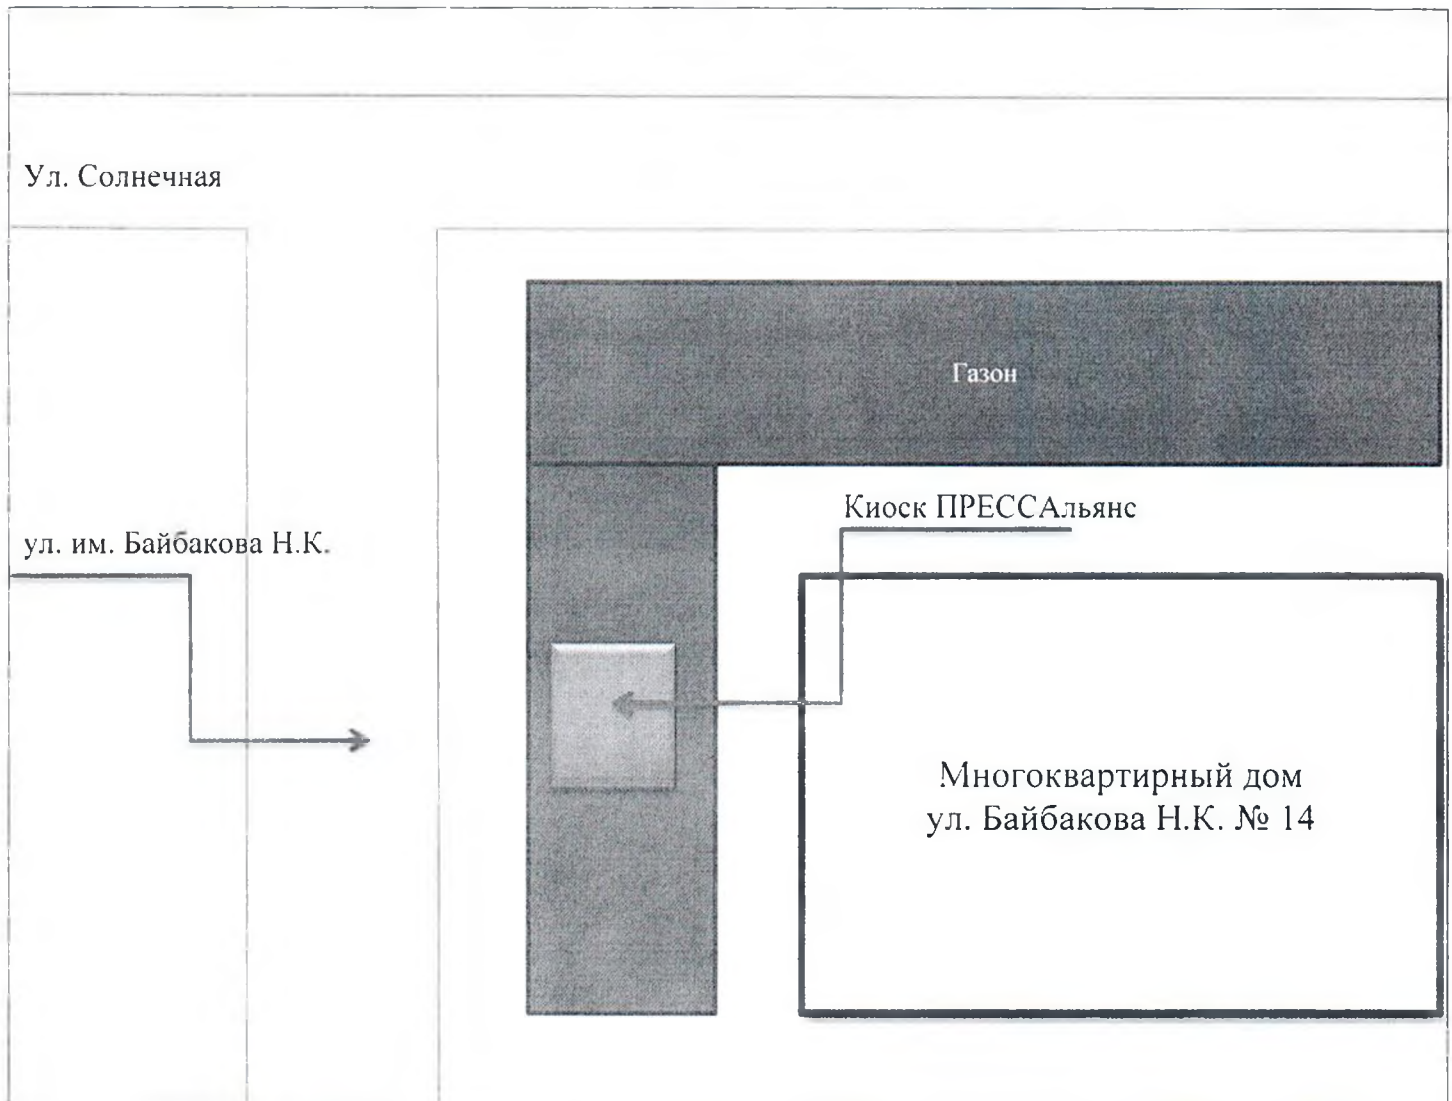 Ул. Солнечная
Газон
Киоск ПРЕССАльянс
ул. им. Байбакова Н.К.
Многоквартирный дом
ул. Байбакова Н.К. № 14